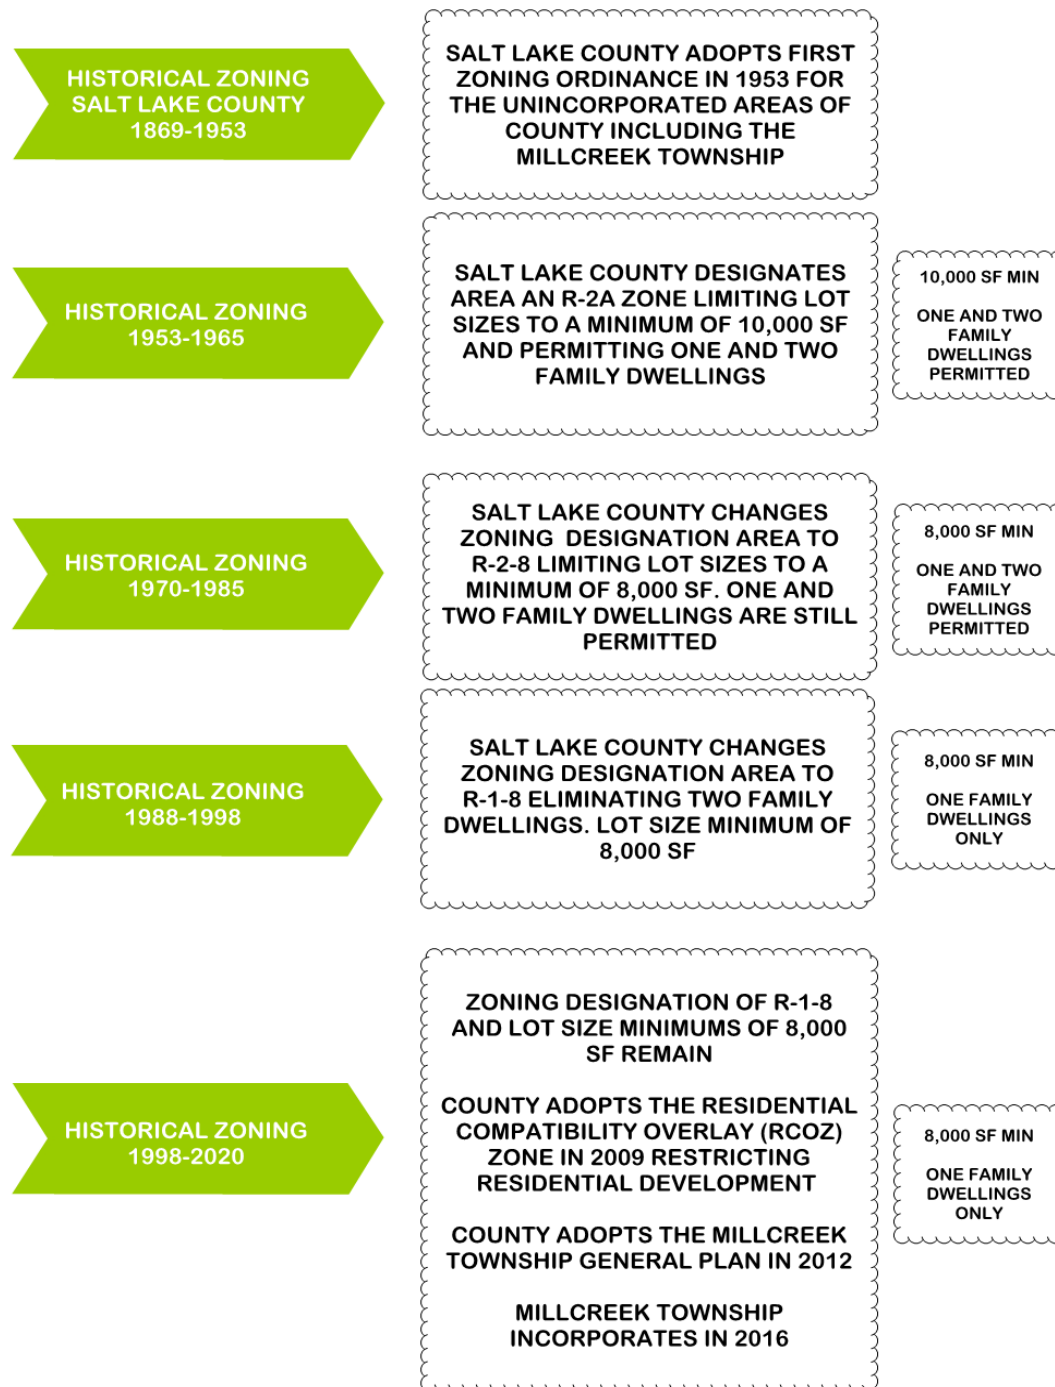 HISTORICAL ZONING
SALT LAKE COUNTY
1869-1953
SALT LAKE COUNTY ADOPTS FIRST
ZONING ORDINANCE IN 1953 FOR
THE UNINCORPORATED AREAS OF
COUNTY INCLUDING THE
MILLCREEK TOWNSHIP
HISTORICAL ZONING
1953-1965
SALT LAKE COUNTY DESIGNATES
AREA AN R-2A ZONE LIMITING LOT
SIZES TO A MINIMUM OF 10,000 SF
AND PERMITTING ONE AND TWO
FAMILY DWELLINGS
10,000 SF MIN
ONE AND TWO
FAMILY
DWELLINGS
PERMITTED
HISTORICAL ZONING
1970-1985
SALT LAKE COUNTY CHANGES
ZONING DESIGNATION AREA TO
R-2-8 LIMITING LOT SIZES TO A
MINIMUM OF 8,000 SF. ONE AND
TWO FAMILY DWELLINGS ARE STILL
PERMITTED
8,000 SF MIN
ONE AND TWO
FAMILY
DWELLINGS
PERMITTED
HISTORICAL ZONING
1988-1998
SALT LAKE COUNTY CHANGES
ZONING DESIGNATION AREA TO
R-1-8 ELIMINATING TWO FAMILY
DWELLINGS. LOT SIZE MINIMUM OF
8,000 SF
8,000 SF MIN
ONE FAMILY
DWELLINGS
ONLY
HISTORICAL ZONING
1998-2020
ZONING DESIGNATION OF R-1-8
AND LOT SIZE MINIMUMS OF 8,000
SF REMAIN
COUNTY ADOPTS THE RESIDENTIAL
COMPATIBILITY OVERLAY (RCOZ)
ZONE IN 2009 RESTRICTING
RESIDENTIAL DEVELOPMENT
COUNTY ADOPTS THE MILLCREEK
TOWNSHIP GENERAL PLAN IN 2012
MILLCREEK TOWNSHIP
INCORPORATES IN 2016
8,000 SF MIN
ONE FAMILY
DWELLINGS
ONLY